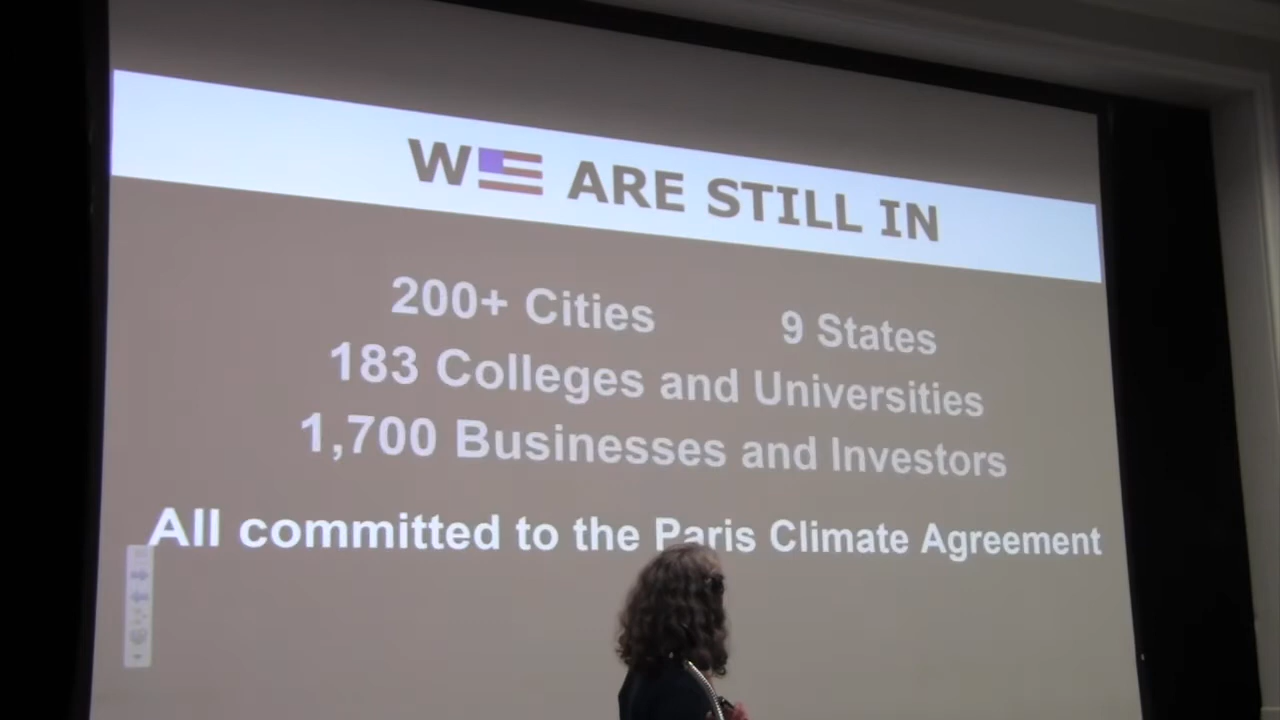 W ARE STILL IN
200+ Cities 9 States
183 Colleges and Universities
1,700 Businesses and Investors
All committed to the Paris Climate Agreement